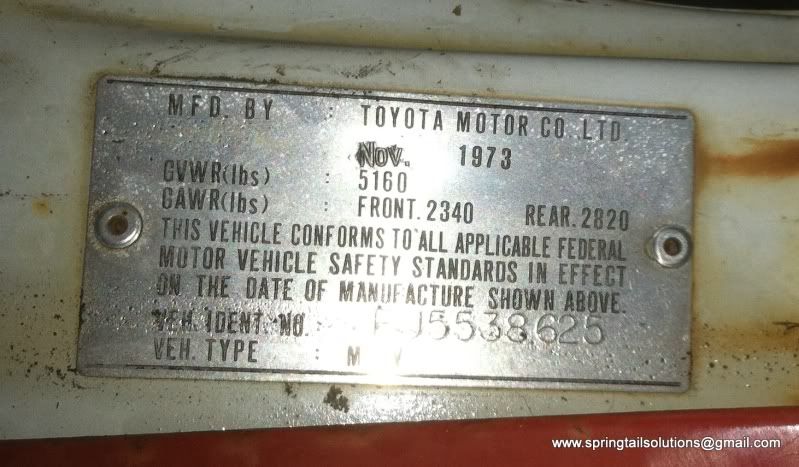 MFD. BY : TOYOTA MOTOR CO. LTD
Nov. 1973
GVWR(lbs) : 5160
GAWR(lbs) : FRONT. 2340 REAR. 2820
THIS VEHICLE CONFORMS TO ALL APPLICABLE FEDERAL
MOTOR VEHICLE SAFETY STANDARDS IN EFFECT
ON THE DATE OF MANUFACTURE SHOWN ABOVE.
VEH. IDENT. NO. FJ5538625
VEH. TYPE :
www.springtailsolutions@gmail.com